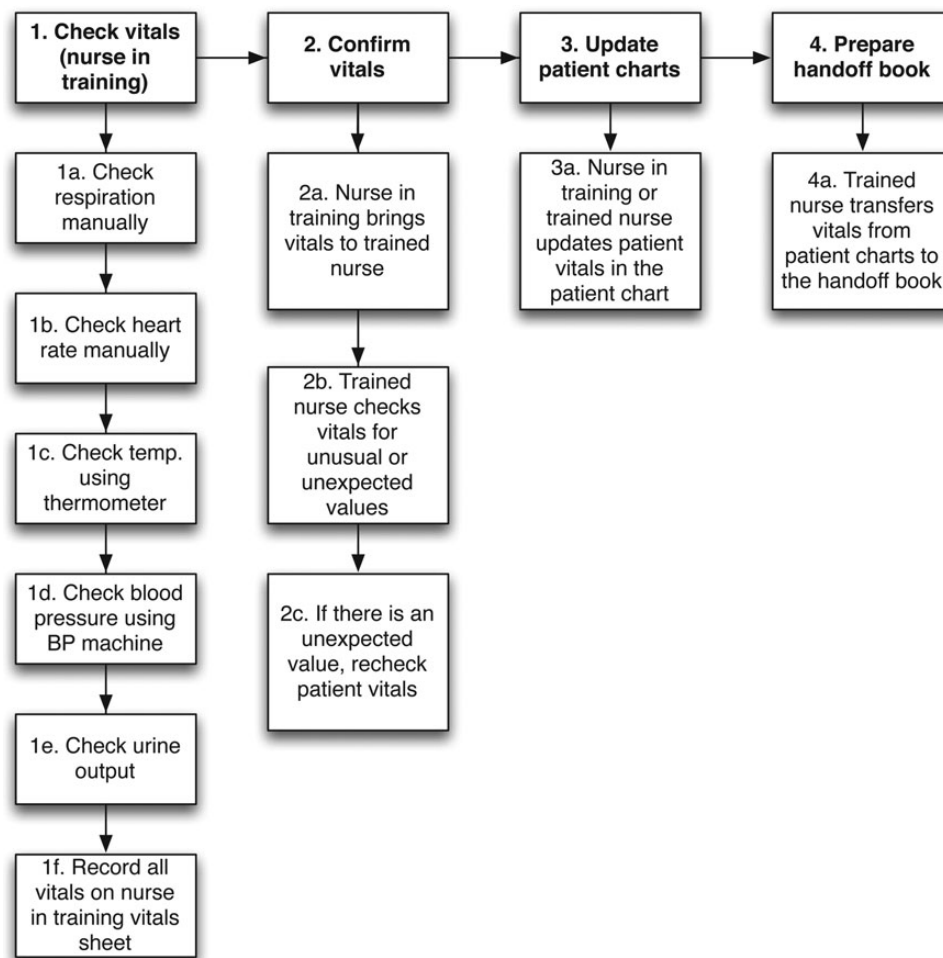 1. Check vitals
(nurse in
training)
2. Confirm
vitals
3. Update
patient charts
4. Prepare
handoff book
1a. Check
respiration
manually
1b. Check heart
rate manually
1c. Check temp.
using
thermometer
1d. Check blood
pressure using
BP machine
1e. Check urine
output
1f. Record all
vitals on nurse
in training vitals
sheet
2a. Nurse in
training brings
vitals to trained
nurse
2b. Trained
nurse checks
vitals for
unusual or
unexpected
values
2c. If there is an
unexpected
value, recheck
patient vitals
3a. Nurse in
training or
trained nurse
updates patient
vitals in the
patient chart
4a. Trained
nurse transfers
vitals from
patient charts to
the handoff book